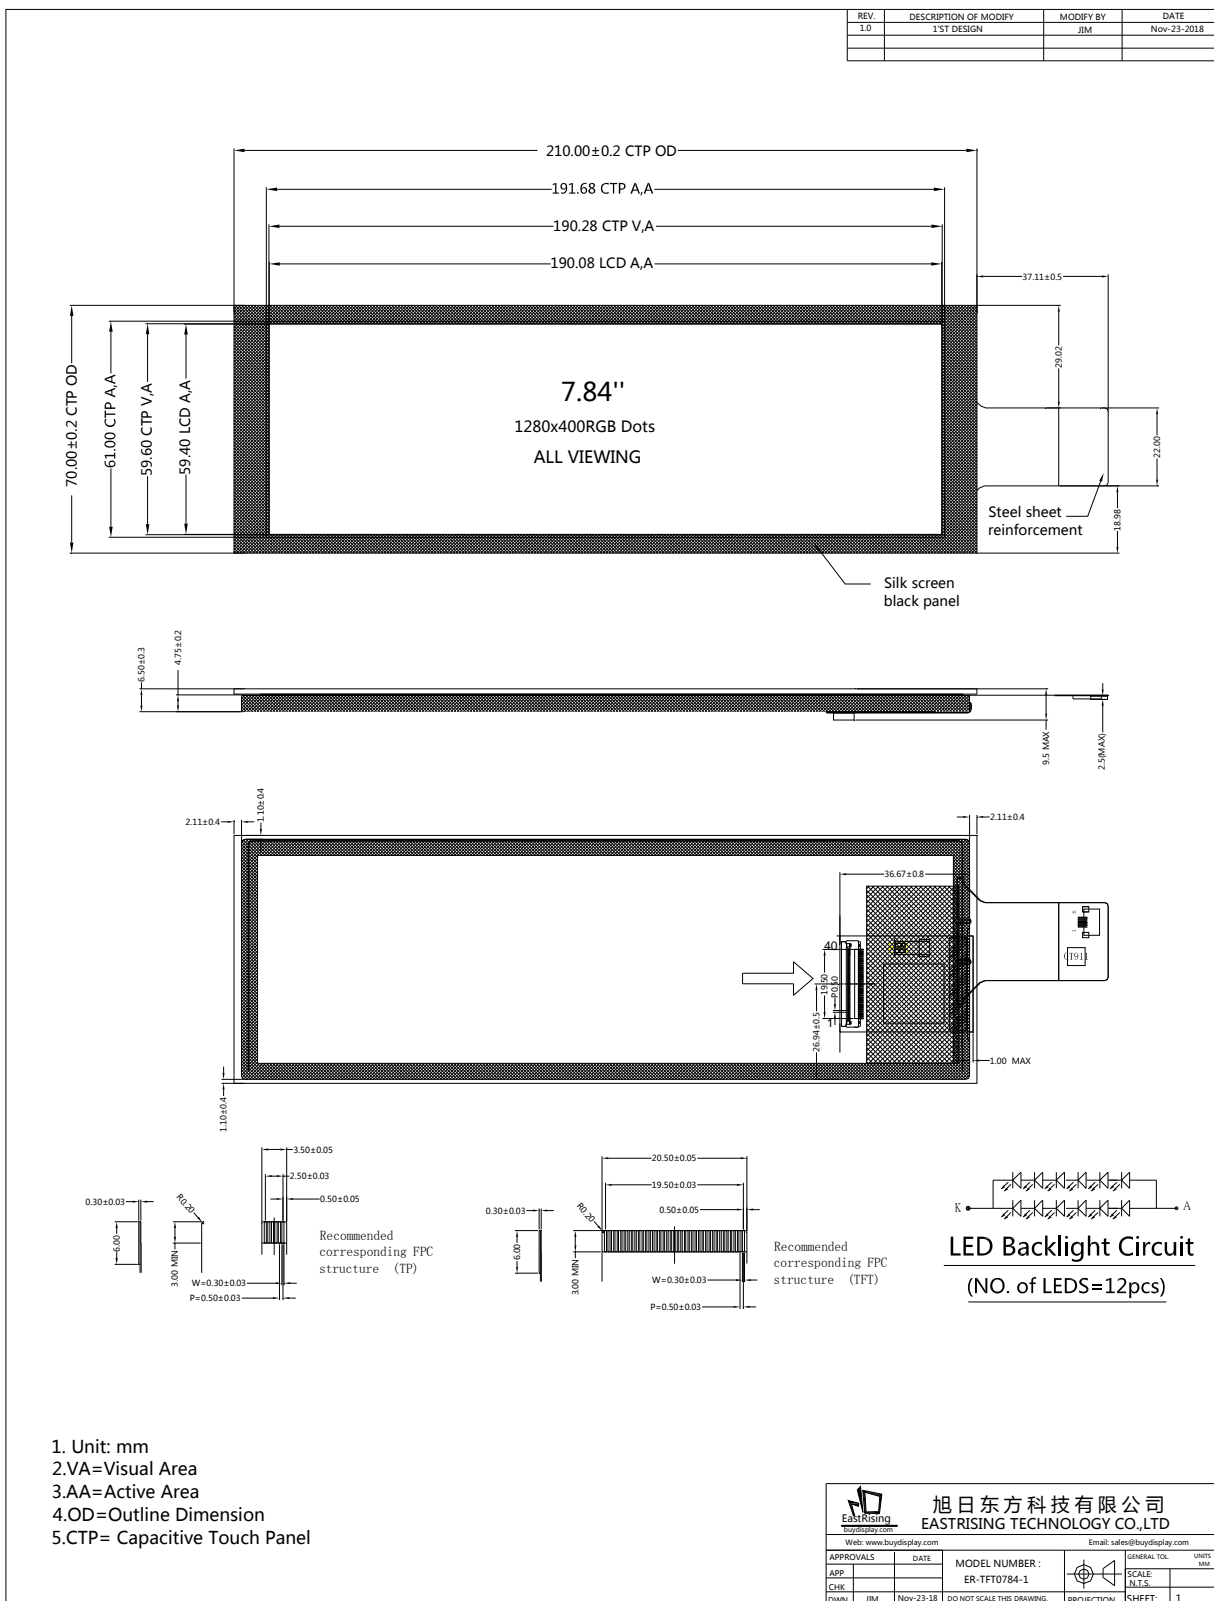 REV. DESCRIPTION OF MODIFY MODIFY BY DATE
1.0 1'ST DESIGN JIM Nov-23-2018
210.00±0.2 CTP OD
191.68 CTP A,A
190.28 CTP V,A
190.08 LCD A,A
37.11±0.5
70.00±0.2 CTP OD
61.00 CTP A,A
59.60 CTP V,A
59.40 LCD A,A
7.84''
1280x400RGB Dots
ALL VIEWING
29.02
22.00
18.98
Steel sheet
reinforcement
Silk screen
black panel
6.50±0.3
4.75±0.2
9.5 MAX
2.5(MAX)
2.11±0.4
1.10±0.4
2.11±0.4
36.67±0.8
40
19.50
P0.50
1
26.94±0.5
GT911
1.00 MAX
1.10±0.4
3.50±0.05
2.50±0.03
0.50±0.05
0.30±0.03
R0.20
6.00
3.00 MIN
W=0.30±0.03
P=0.50±0.03
Recommended
corresponding FPC
structure (TP)
20.50±0.05
19.50±0.03
0.50±0.05
0.30±0.03
R0.20
6.00
3.00 MIN
W=0.30±0.03
P=0.50±0.03
Recommended
corresponding FPC
structure (TFT)
K A
LED Backlight Circuit
(NO. of LEDS=12pcs)
1. Unit: mm
2.VA=Visual Area
3.AA=Active Area
4.OD=Outline Dimension
5.CTP= Capacitive Touch Panel
EastRising
buydisplay.com
旭日东方科技有限公司
EASTRISING TECHNOLOGY CO.,LTD
Web: www.buydisplay.com Email: sales@buydisplay.com
APPROVALS DATE MODEL NUMBER : GENERAL TOL. UNITS
MM
APP ER-TFT0784-1 SCALE:
N.T.S.
CHK
DWN JIM Nov-23-18 DO NOT SCALE THIS DRAWING. PROJECTION SHEET: 1